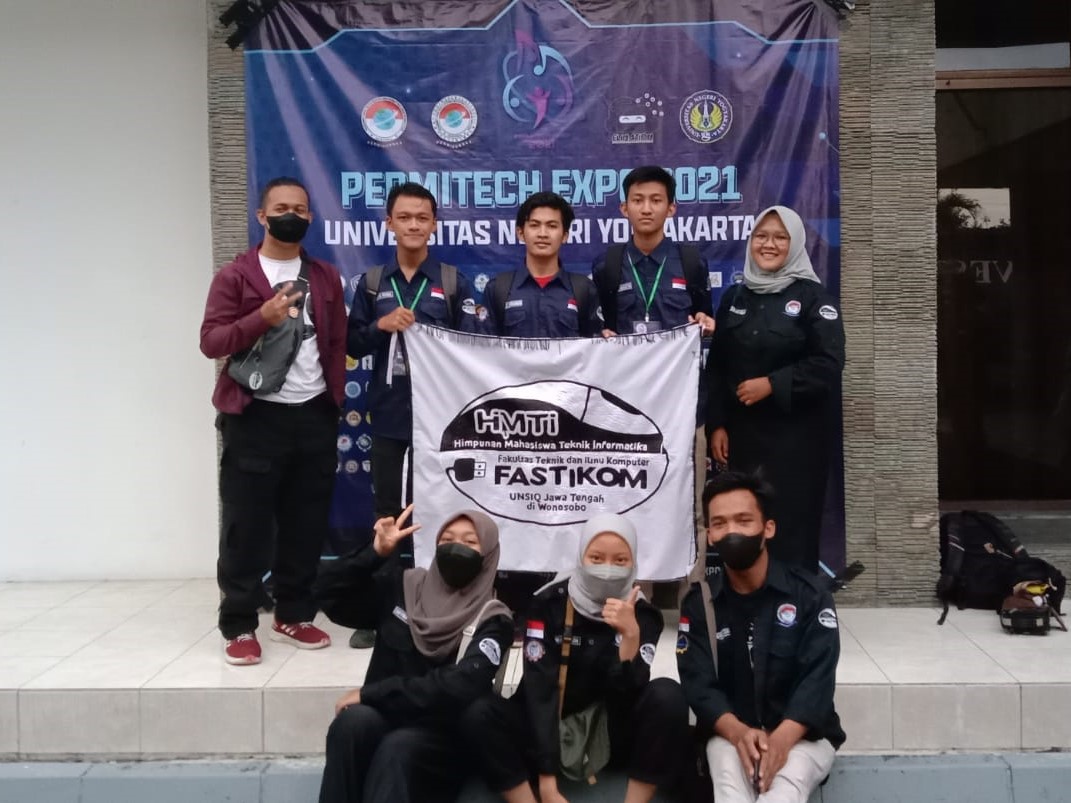 PERMITECH EXPO 2021
UNIVERSITAS NEGERI YOGYAKARTA
HMTi
Himpunan Mahasiswa Teknik Informatika
Fakultas Teknik dan Ilmu Komputer
FASTIKOM
UNSIQ Jawa Tengah
di Wonosobo